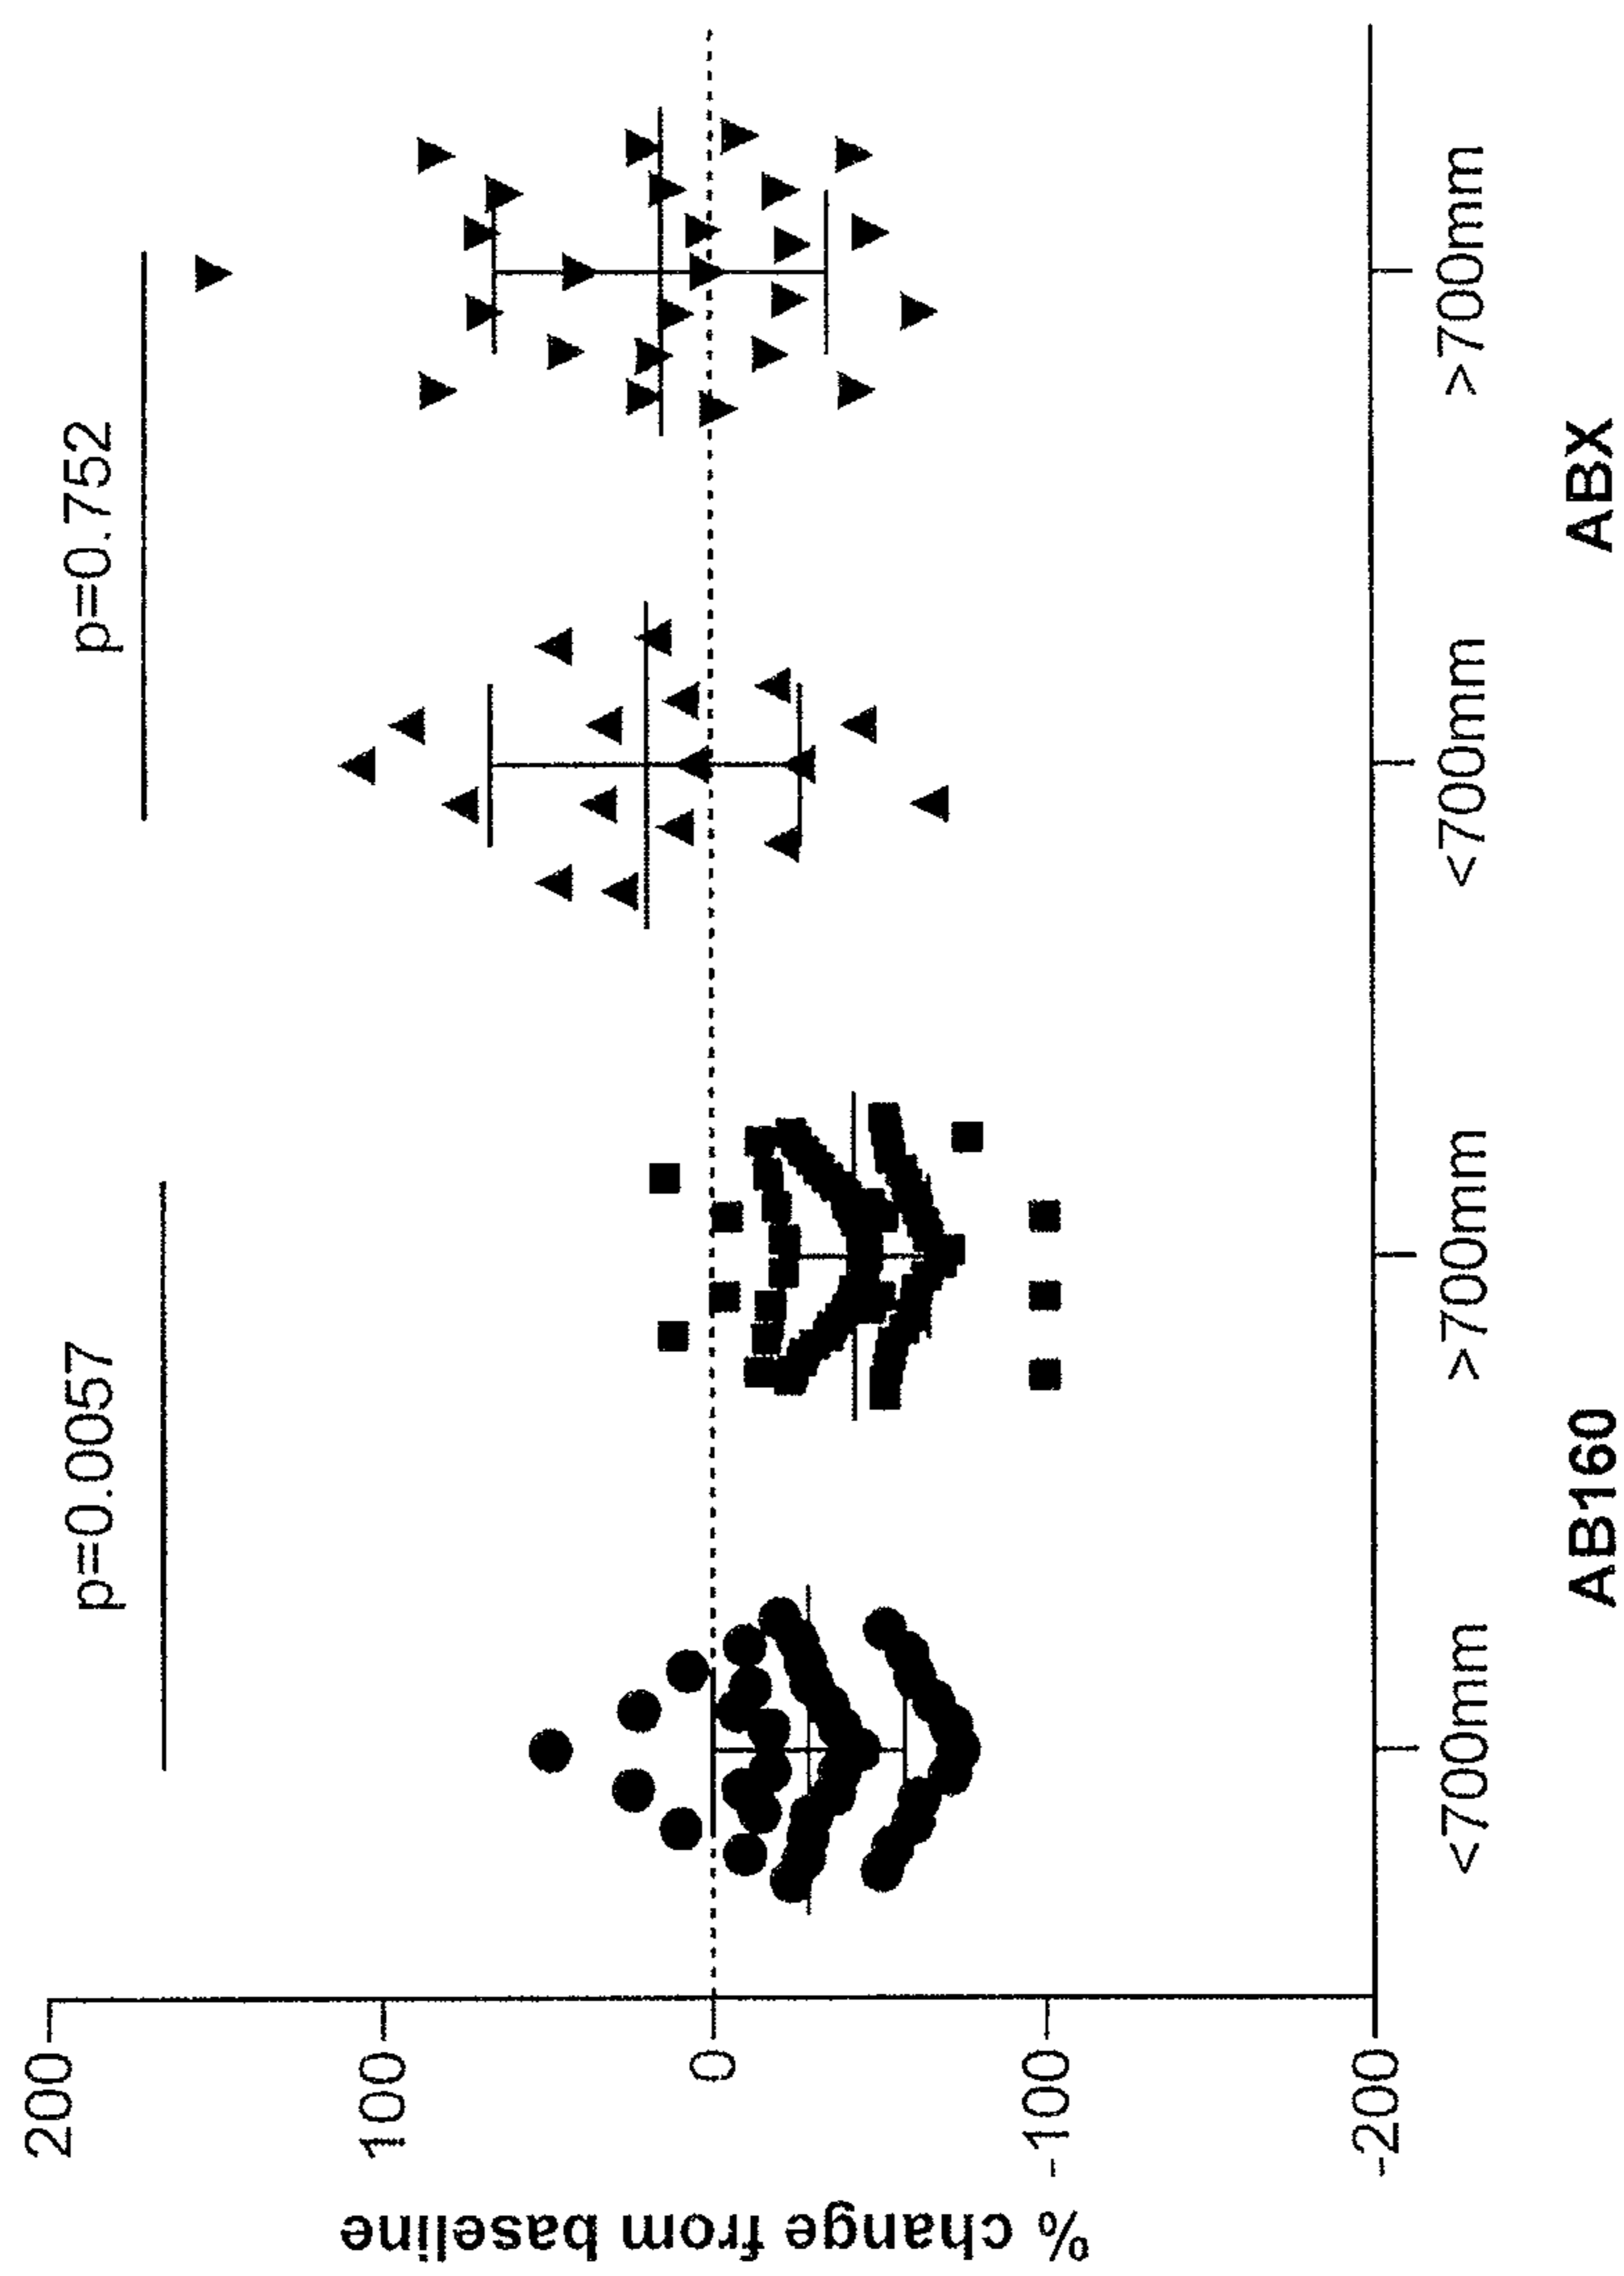 p=0.0057
p=0.752
% change from baseline
200
100
0
-100
-200
<700mm
>700mm
<700mm
>700mm
AB160
ABX